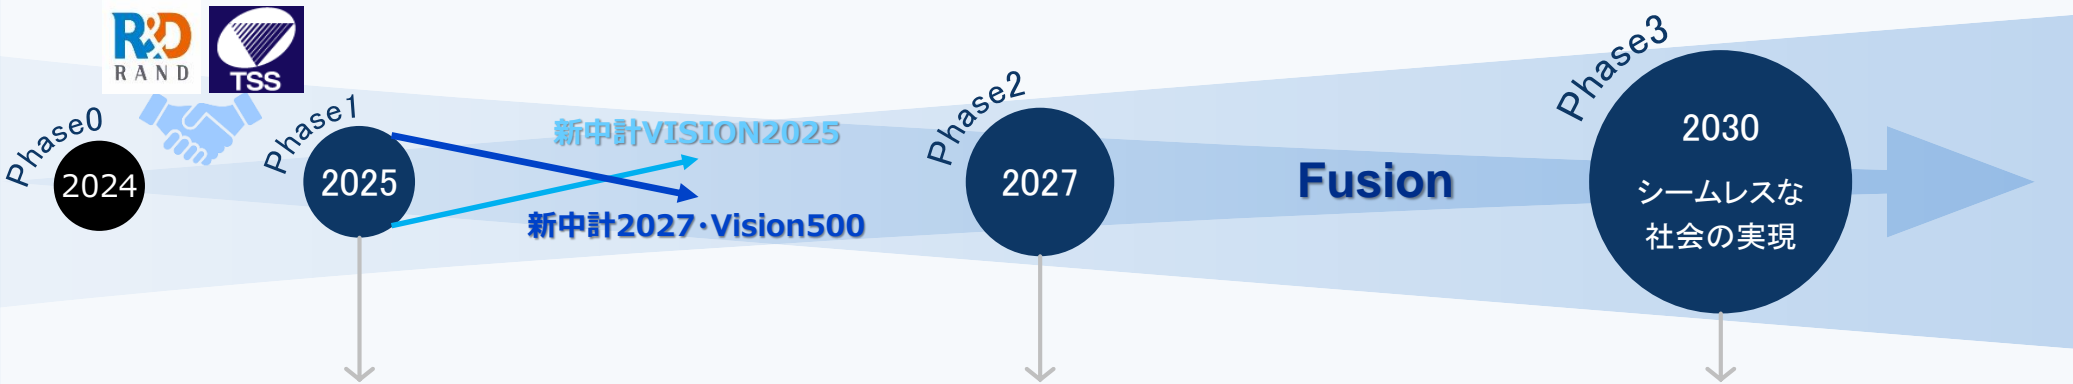 R&D
RAND
TSS
Phase0
2024
Phase1
2025
新中計VISION2025
新中計2027・Vision500
Phase2
2027
Fusion
Phase3
2030
シームレスな
社会の実現